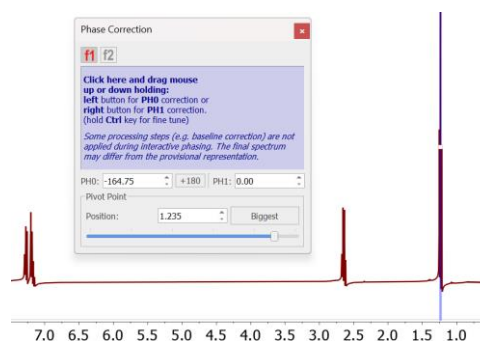 Phase Correction
f1 f2
Click here and drag mouse
up or down holding:
left button for PH0 correction or
right button for PH1 correction.
(hold Ctrl key for fine tune)
Some processing steps (e.g. baseline correction) are not
applied during interactive phasing. The final spectrum
may differ from the provisional representation.
PH0: -164.75 +180 PH1: 0.00
Pivot Point
Position: 1.235 Biggest
7.0 6.5 6.0 5.5 5.0 4.5 4.0 3.5 3.0 2.5 2.0 1.5 1.0